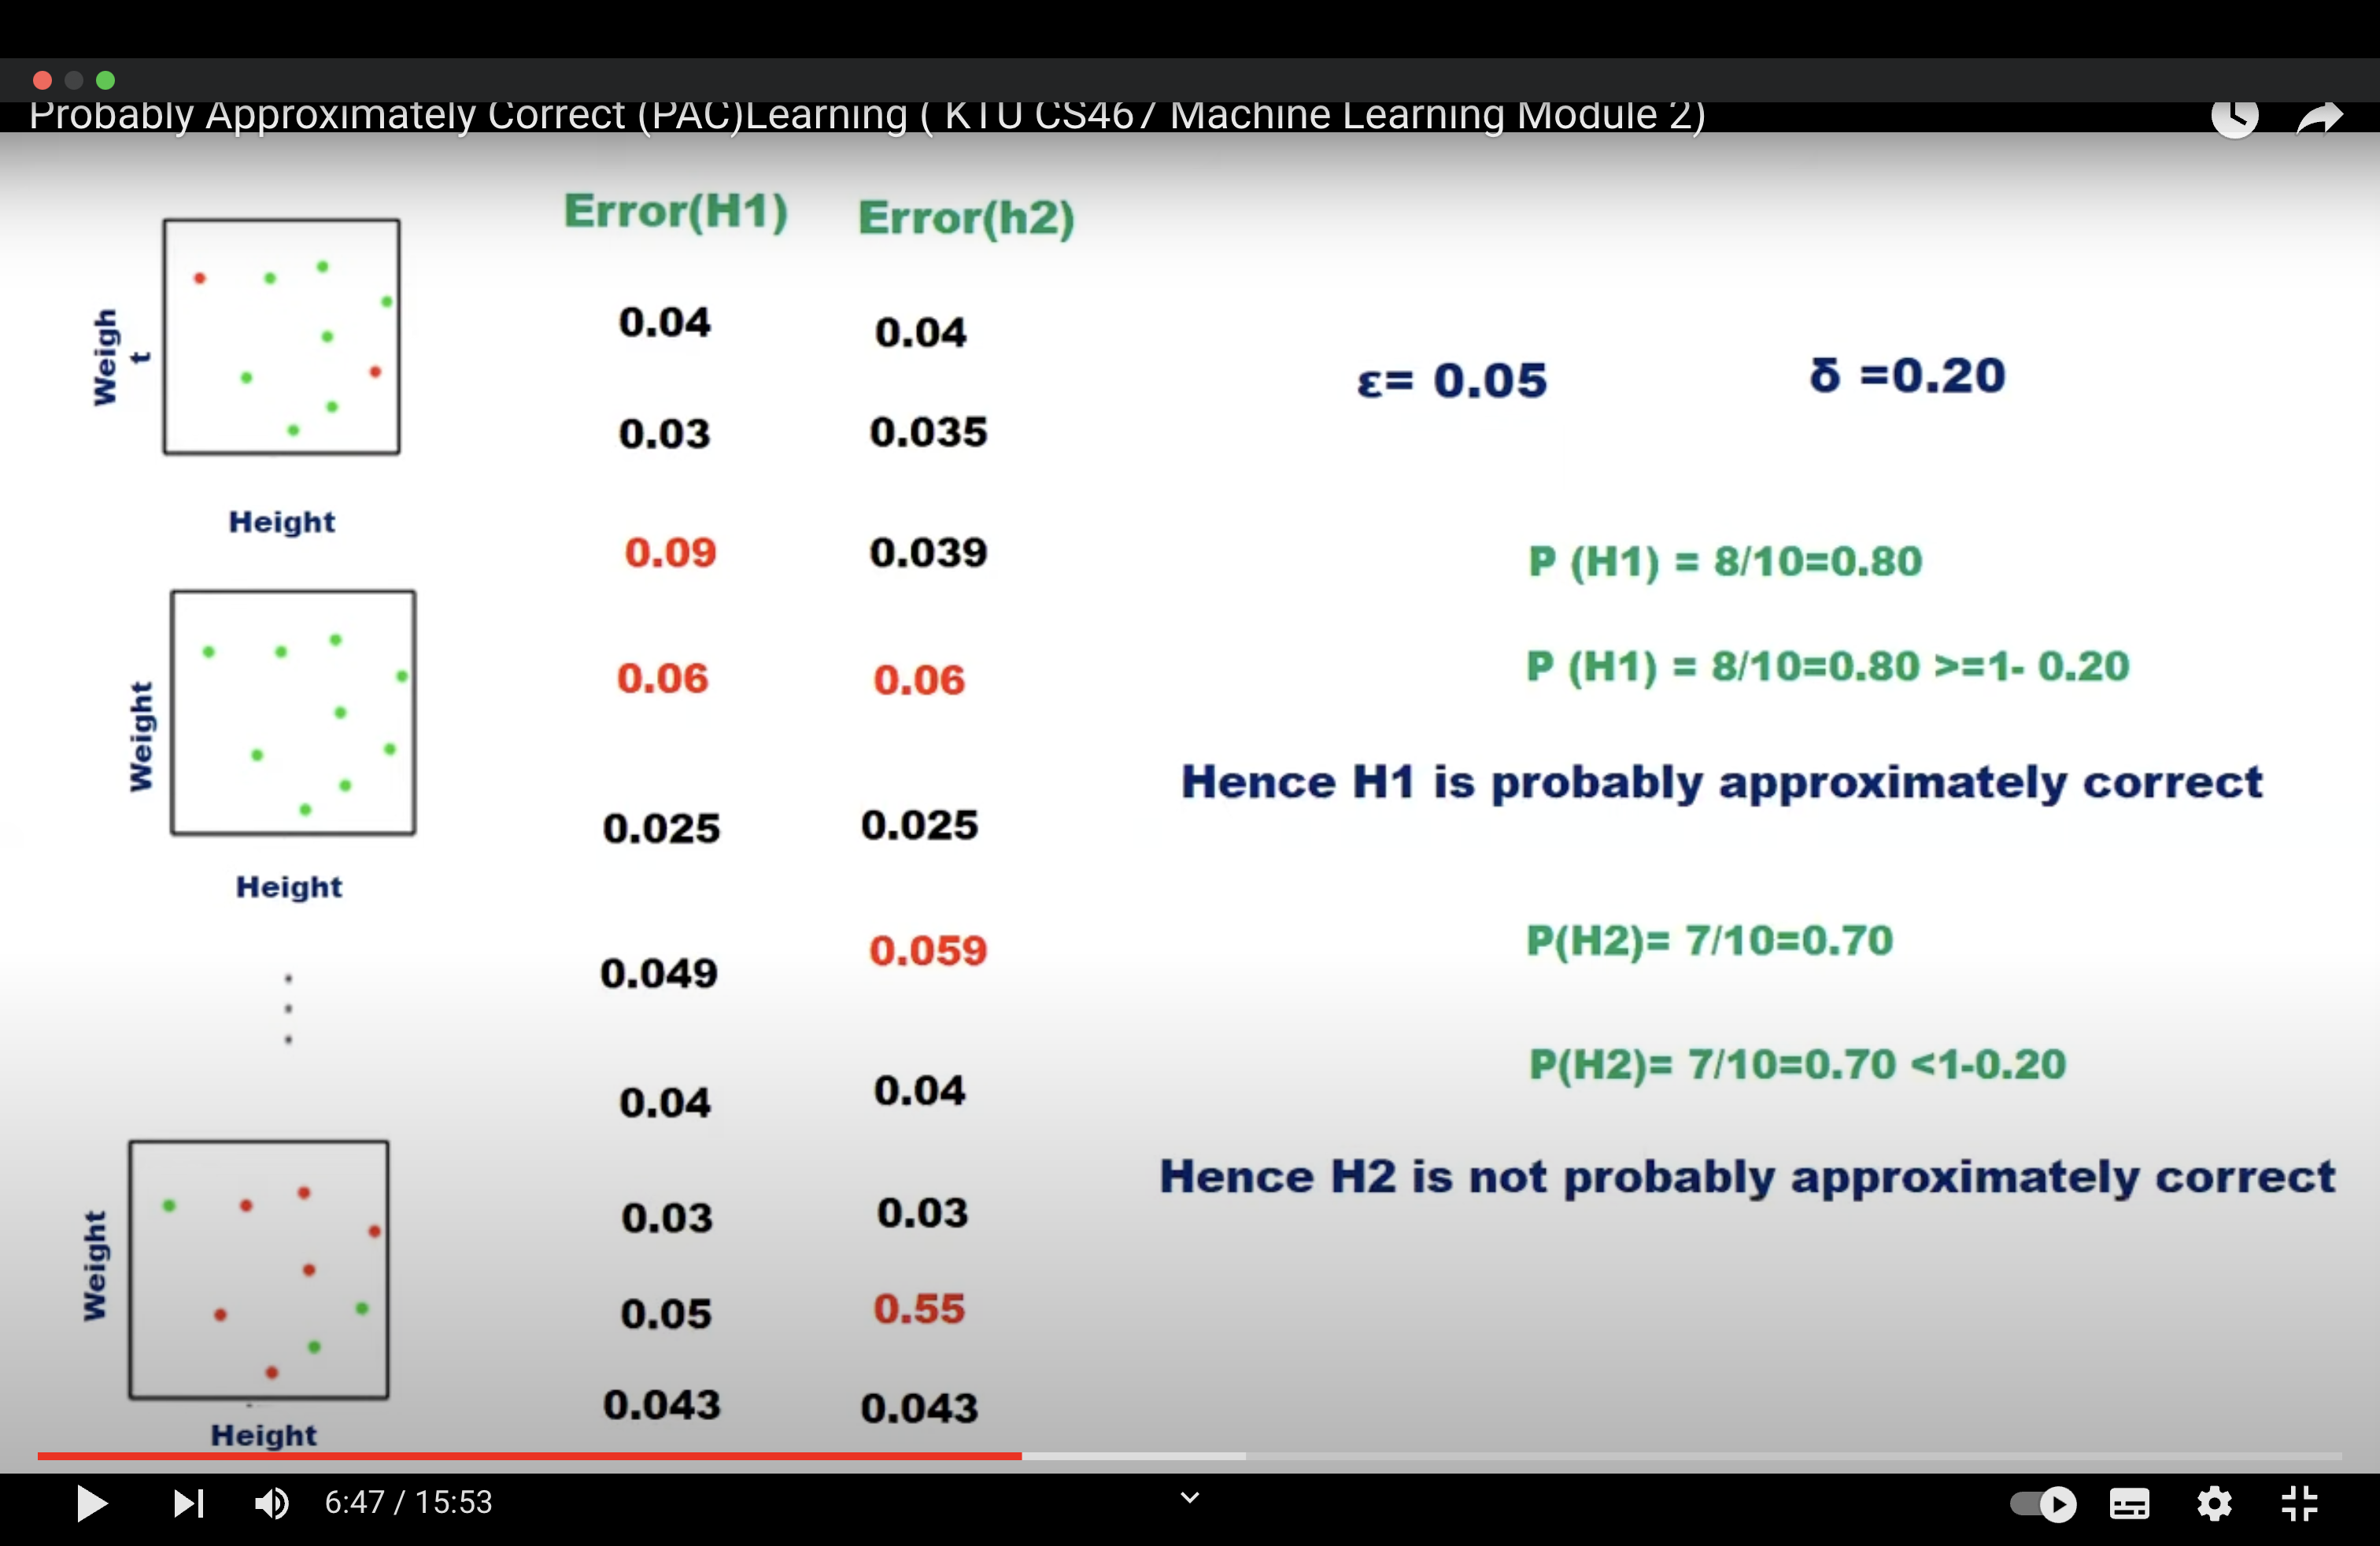 Probably Approximately Correct (PAC)Learning ( KTU CS467 Machine Learning Module 2)
Error(H1) Error(h2)
Weigh
t
Height
0.04 0.04
0.03 0.035
0.09 0.039
0.06 0.06
0.025 0.025
0.049 0.059
0.04 0.04
0.03 0.03
0.05 0.55
0.043 0.043
Weight
Height
Weight
Height
ε= 0.05 δ =0.20
P (H1) = 8/10=0.80
P (H1) = 8/10=0.80 >=1- 0.20
Hence H1 is probably approximately correct
P(H2)= 7/10=0.70
P(H2)= 7/10=0.70 <1-0.20
Hence H2 is not probably approximately correct
6:47 / 15:53